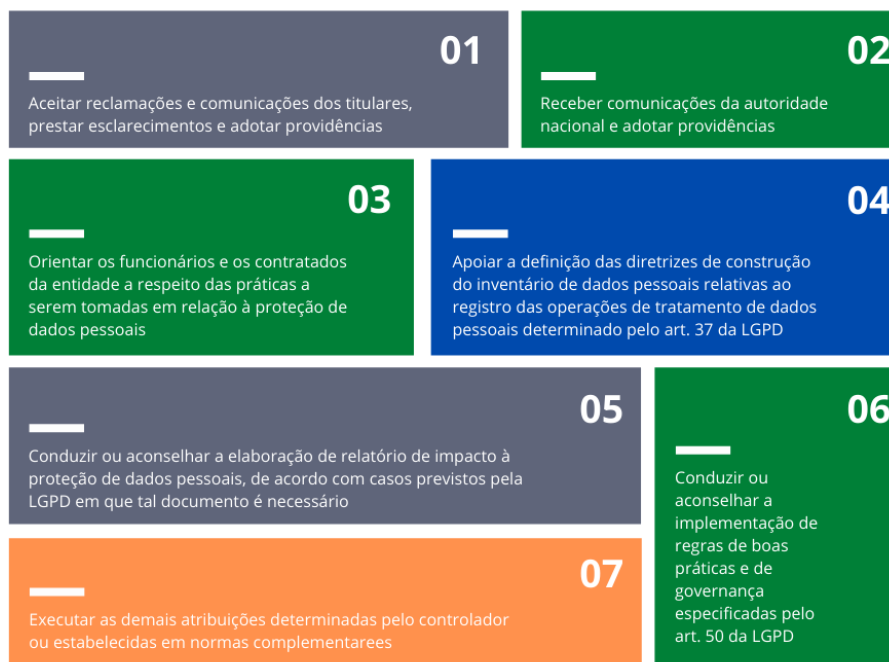 01
Aceitar reclamações e comunicações dos titulares,
prestar esclarecimentos e adotar providências
02
Receber comunicações da autoridade
nacional e adotar providências
03
Orientar os funcionários e os contratados
da entidade a respeito das práticas a
serem tomadas em relação à proteção de
dados pessoais
04
Apoiar a definição das diretrizes de construção
do inventário de dados pessoais relativas ao
registro das operações de tratamento de dados
pessoais determinado pelo art. 37 da LGPD
05
Conduzir ou aconselhar a elaboração de relatório de impacto à
proteção de dados pessoais, de acordo com casos previstos pela
LGPD em que tal documento é necessário
06
Conduzir ou
aconselhar a
implementação de
regras de boas
práticas e de
governança
especificadas pelo
art. 50 da LGPD
07
Executar as demais atribuições determinadas pelo controlador
ou estabelecidas em normas complementarees